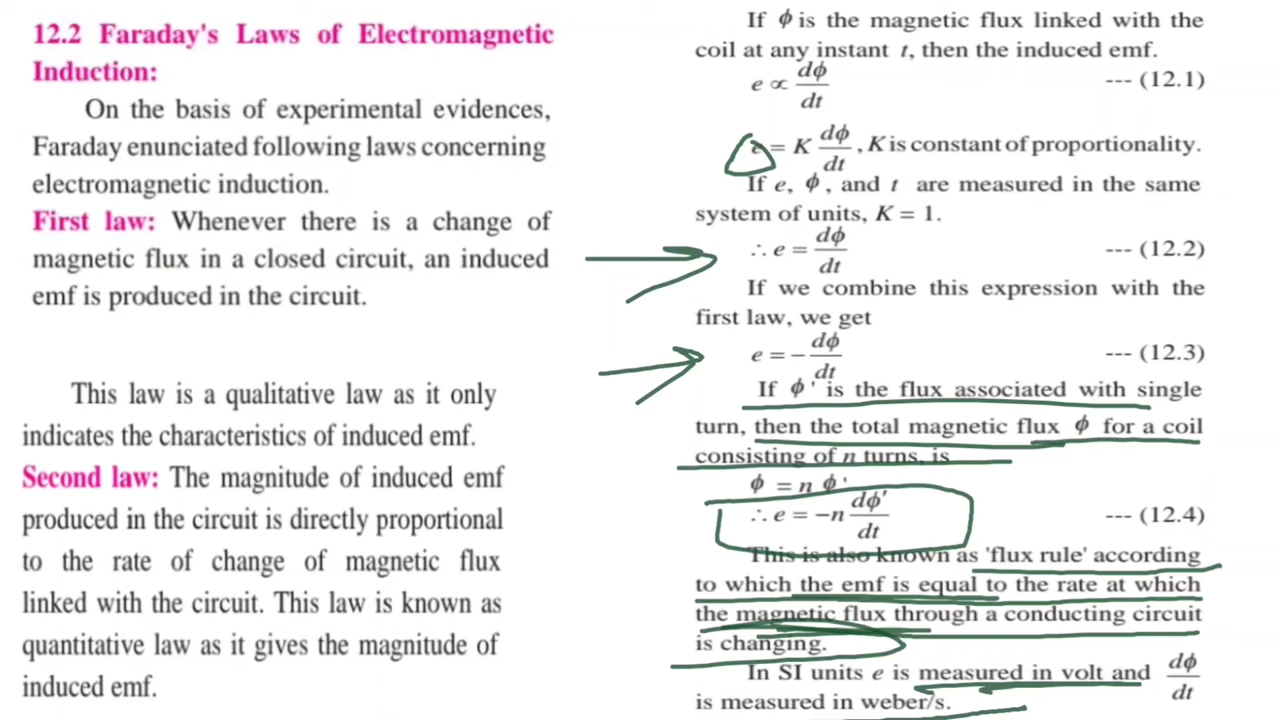 12.2 Faraday's Laws of Electromagnetic
Induction:
On the basis of experimental evidences,
Faraday enunciated following laws concerning
electromagnetic induction.
First law: Whenever there is a change of
magnetic flux in a closed circuit, an induced
emf is produced in the circuit.
This law is a qualitative law as it only
indicates the characteristics of induced emf.
Second law: The magnitude of induced emf
produced in the circuit is directly proportional
to the rate of change of magnetic flux
linked with the circuit. This law is known as
quantitative law as it gives the magnitude of
induced emf.
If ϕ is the magnetic flux linked with the
coil at any instant t, then the induced emf.
e ∝ dϕ/dt --- (12.1)
e = K dϕ/dt, K is constant of proportionality.
If e, ϕ, and t are measured in the same
system of units, K = 1.
∴ e = dϕ/dt --- (12.2)
If we combine this expression with the
first law, we get
e = − dϕ/dt --- (12.3)
If ϕ' is the flux associated with single
turn, then the total magnetic flux ϕ for a coil
consisting of n turns, is
ϕ = n ϕ'
∴ e = −n dϕ'/dt --- (12.4)
This is also known as 'flux rule' according
to which the emf is equal to the rate at which
the magnetic flux through a conducting circuit
is changing.
In SI units e is measured in volt and dϕ/dt
is measured in weber/s.